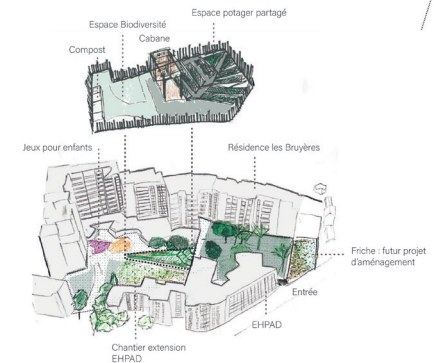 Espace potager partagé
Espace Biodiversité
Cabane
Compost
Jeux pour enfants
Résidence les Bruyères
Friche : futur projet
d'aménagement
Entrée
EHPAD
Chantier extension
EHPAD